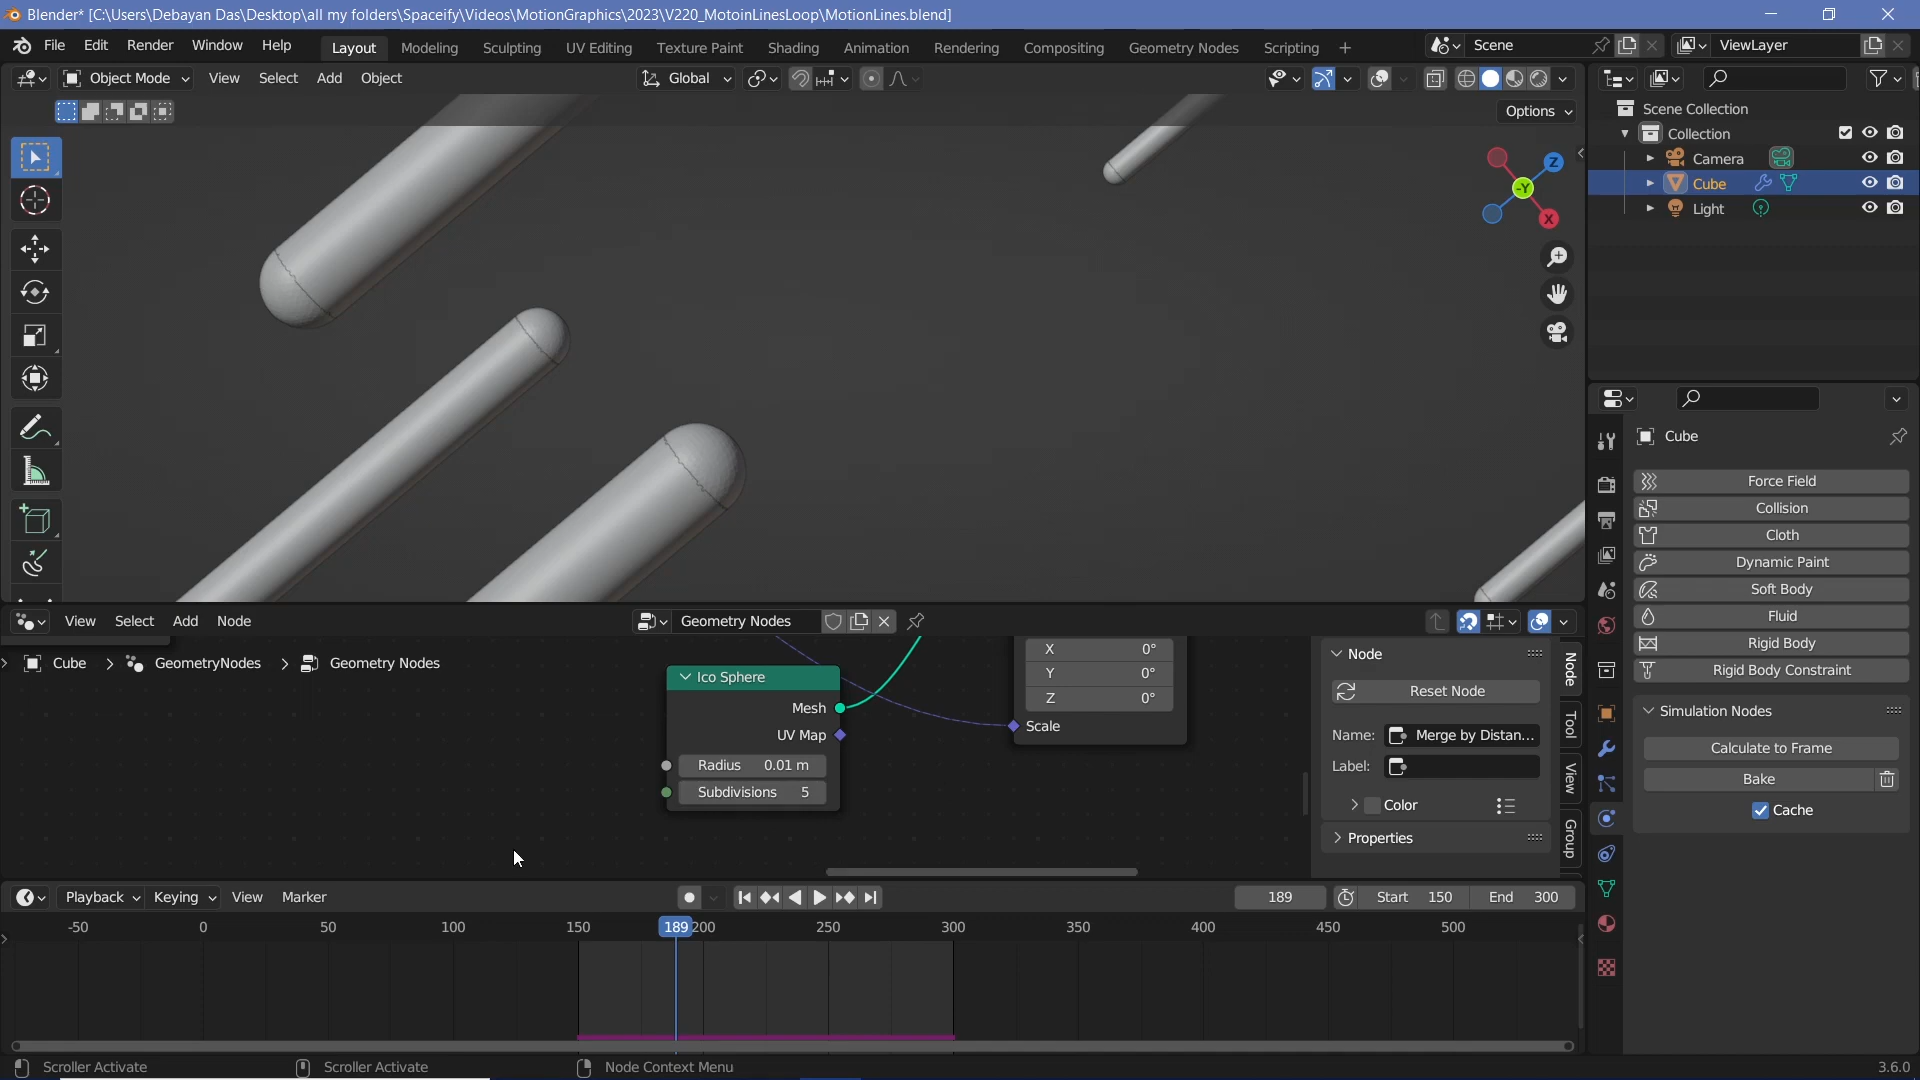 Blender* [C:\Users\Debayan Das\Desktop\all my folders\Spaceify\Videos\MotionGraphics\2023\V220_MotoinLinesLoop\MotionLines.blend]
File Edit Render Window Help Layout Modeling Sculpting UV Editing Texture Paint Shading Animation Rendering Compositing Geometry Nodes Scripting + Scene ViewLayer
Object Mode View Select Add Object Global
Options
Scene Collection
Collection
Camera
Cube
Light
Z
-Y
X
Cube
Force Field
Collision
Cloth
Dynamic Paint
Soft Body
Fluid
Rigid Body
Rigid Body Constraint
Simulation Nodes
Calculate to Frame
Bake
Cache
View Select Add Node Geometry Nodes
Cube > GeometryNodes > Geometry Nodes
Ico Sphere
Mesh
UV Map
Radius 0.01 m
Subdivisions 5
X 0°
Y 0°
Z 0°
Scale
Node
Reset Node
Name: Merge by Distan...
Label:
Color
Properties
Node
Tool
View
Group
Playback Keying View Marker 189 Start 150 End 300
-50 0 50 100 150 189 200 250 300 350 400 450 500
Scroller Activate Scroller Activate Node Context Menu 3.6.0